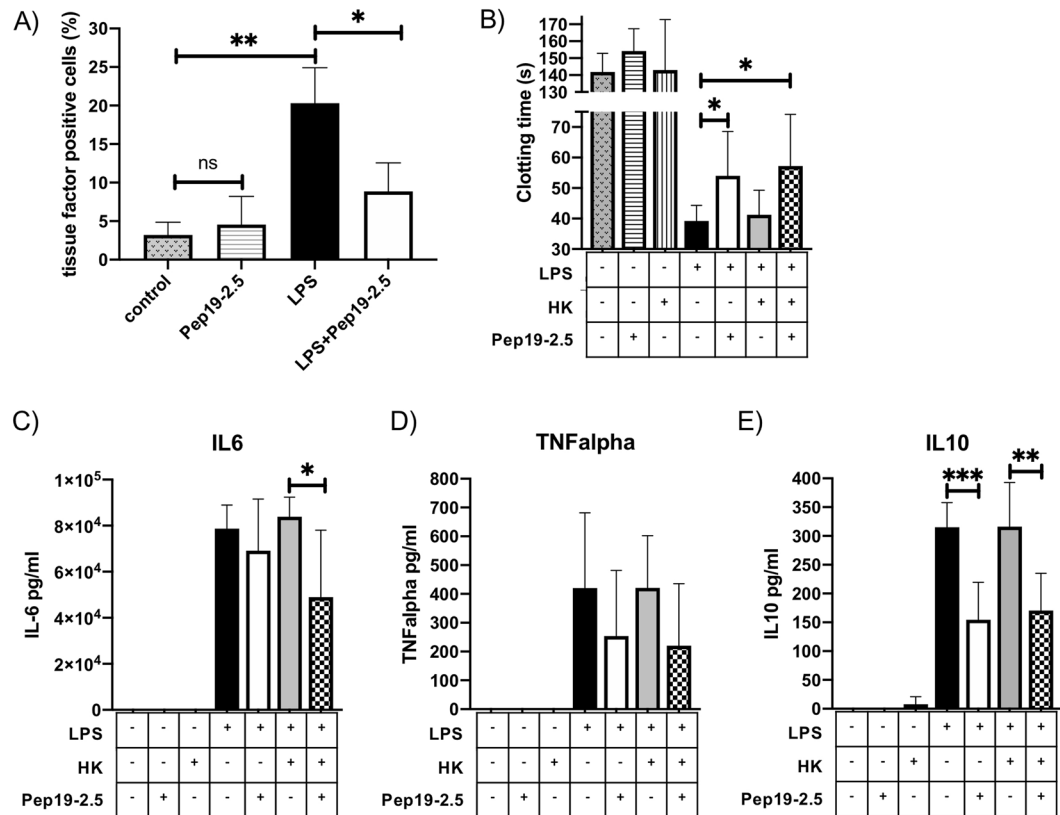 A)
tissue factor positive cells (%)
30
25
20
15
10
5
0
ns
**
*
control
Pep19-2.5
LPS
LPS+Pep19-2.5
B)
Clotting time (s)
170
160
150
140
130
70
60
50
40
30
*
*
LPS - - - + + + +
HK - - + - - + +
Pep19-2.5 - + - - + - +
C)
IL6
IL-6 pg/ml
1×10⁵
8×10⁴
6×10⁴
4×10⁴
2×10⁴
0
*
LPS - - - + + + +
HK - - + - - + +
Pep19-2.5 - + - - + - +
D)
TNFalpha
TNFalpha pg/ml
800
700
600
500
400
300
200
100
0
LPS - - - + + + +
HK - - + - - + +
Pep19-2.5 - + - - + - +
E)
IL10
IL10 pg/ml
400
350
300
250
200
150
100
50
0
***
**
LPS - - - + + + +
HK - - + - - + +
Pep19-2.5 - + - - + - +